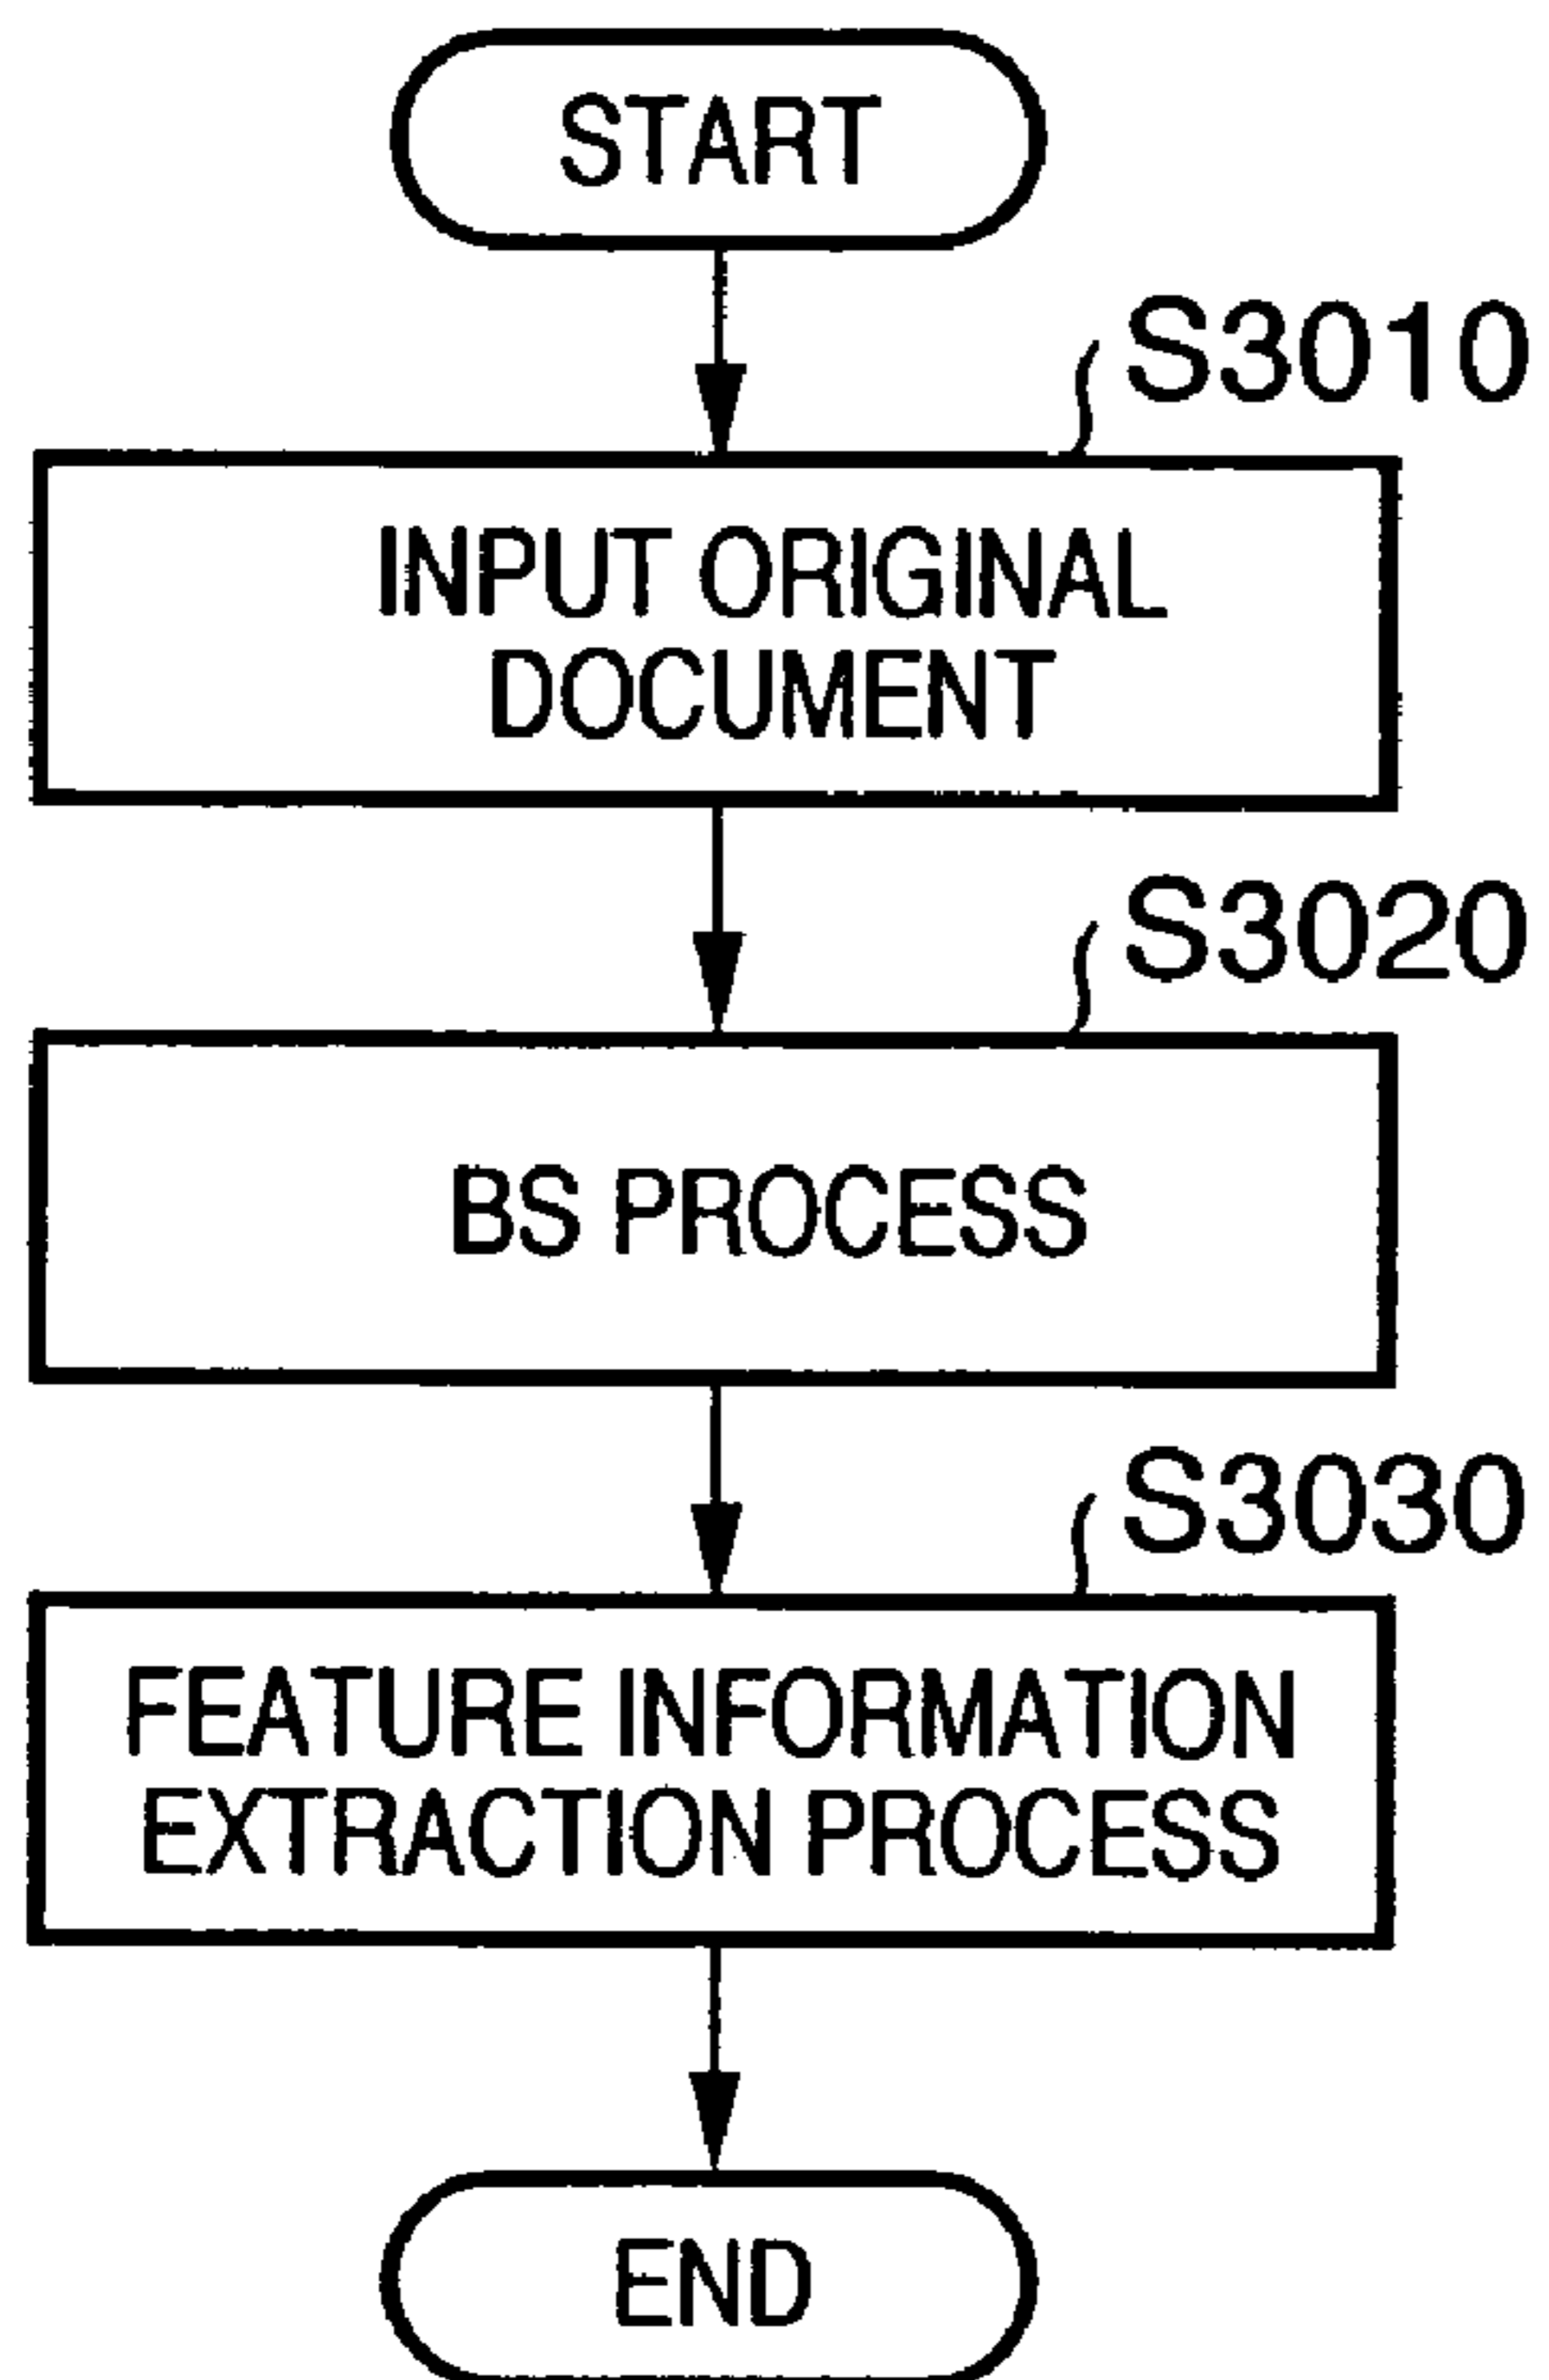 START
S3010
INPUT ORIGINAL
DOCUMENT
S3020
BS PROCESS
S3030
FEATURE INFORMATION
EXTRACTION PROCESS
END